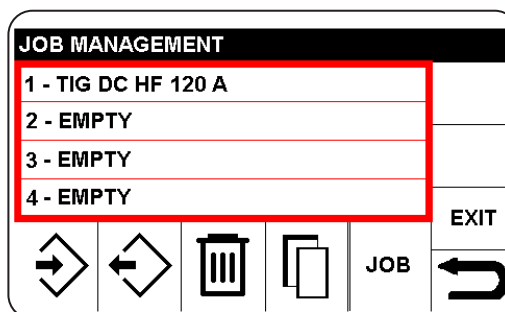 JOB MANAGEMENT
1 - TIG DC HF 120 A
2 - EMPTY
3 - EMPTY
4 - EMPTY
EXIT
JOB